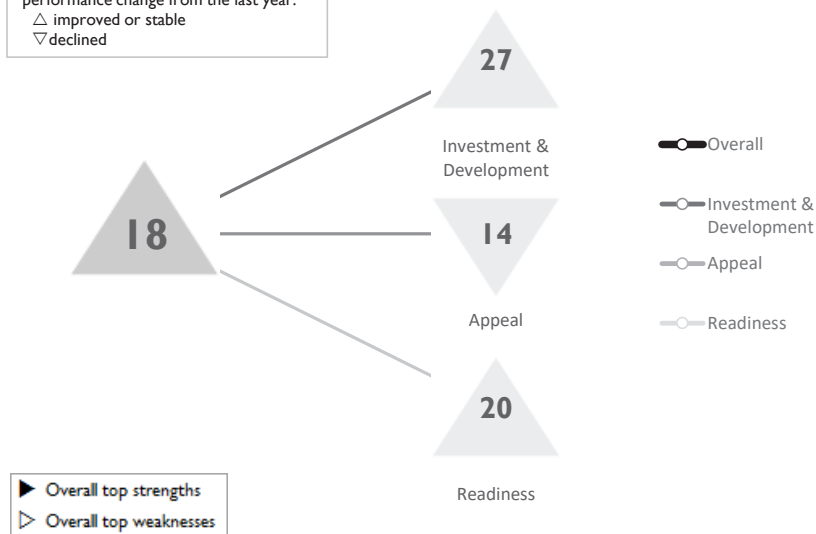 performance change from the last year:
△ improved or stable
▽declined
27
Investment &
Development
18
14
Appeal
20
Readiness
Overall
Investment &
Development
Appeal
Readiness
▶ Overall top strengths
▷ Overall top weaknesses